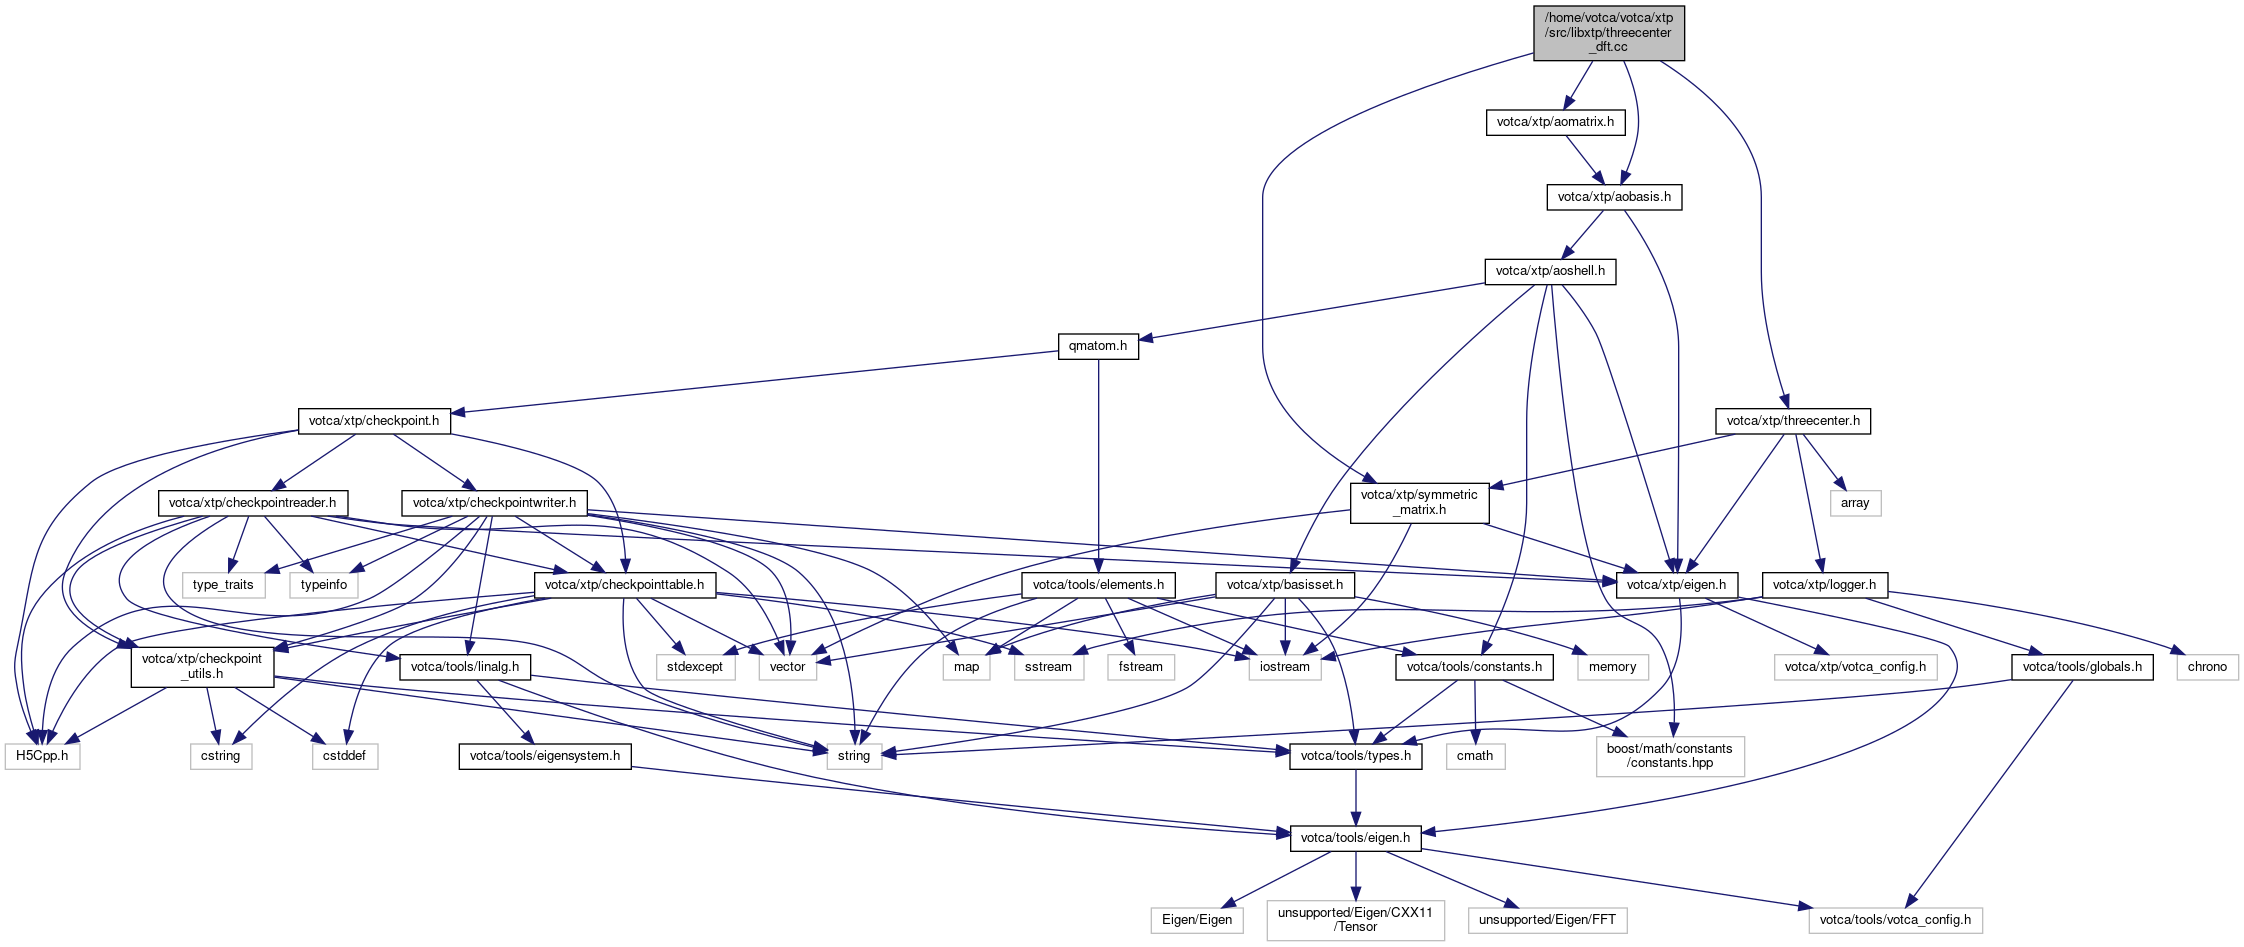 /home/votca/votca/xtp
/src/libxtp/threecenter
_dft.cc
votca/xtp/aomatrix.h
votca/xtp/aobasis.h
votca/xtp/aoshell.h
qmatom.h
votca/xtp/checkpoint.h
votca/xtp/threecenter.h
votca/xtp/checkpointreader.h
votca/xtp/checkpointwriter.h
votca/xtp/symmetric
_matrix.h
array
type_traits
typeinfo
votca/xtp/checkpointtable.h
votca/tools/elements.h
votca/xtp/basisset.h
votca/xtp/eigen.h
votca/xtp/logger.h
votca/xtp/checkpoint
_utils.h
votca/tools/linalg.h
stdexcept
vector
map
sstream
fstream
iostream
votca/tools/constants.h
memory
votca/xtp/votca_config.h
votca/tools/globals.h
chrono
H5Cpp.h
cstring
cstddef
votca/tools/eigensystem.h
string
votca/tools/types.h
cmath
boost/math/constants
/constants.hpp
votca/tools/eigen.h
Eigen/Eigen
unsupported/Eigen/CXX11
/Tensor
unsupported/Eigen/FFT
votca/tools/votca_config.h